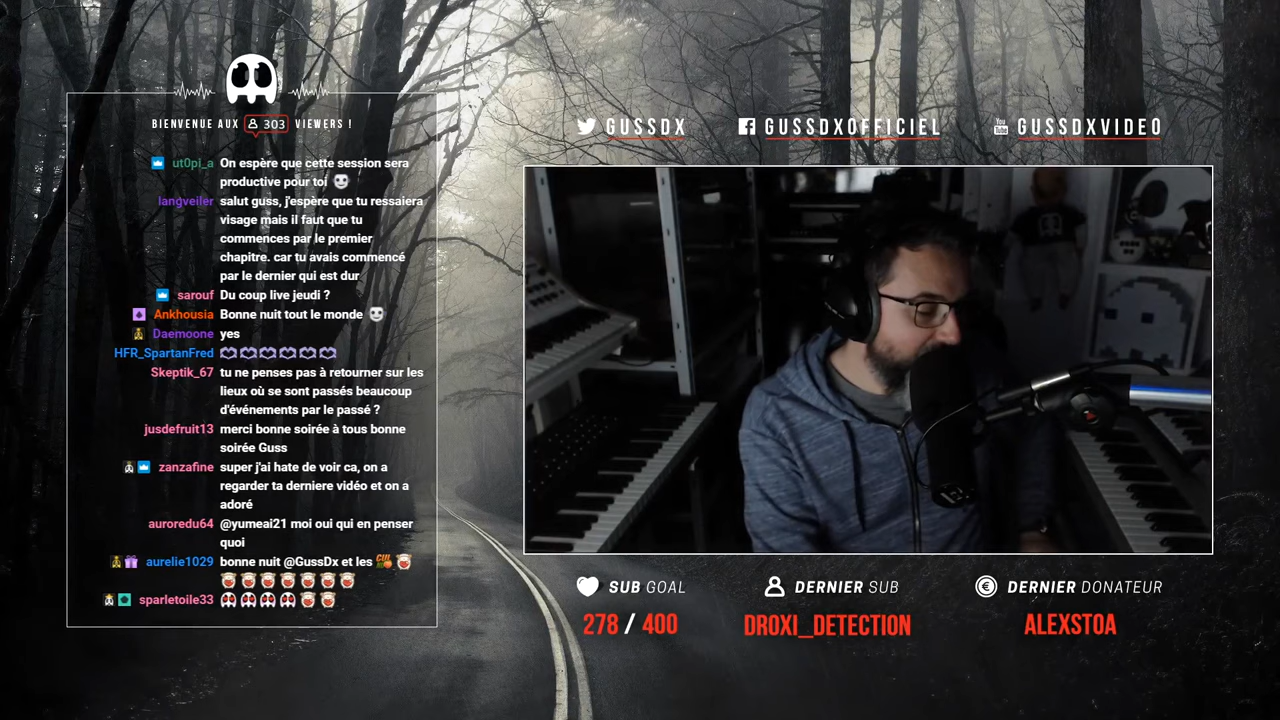 BIENVENUE AUX 303 VIEWERS !
ut0pi_a On espère que cette session sera
productive pour toi
langveiler salut guss, j'espère que tu ressaiera
visage mais il faut que tu
commences par le premier
chapitre. car tu avais commencé
par le dernier qui est dur
sarouf Du coup live jeudi ?
Ankhousia Bonne nuit tout le monde
Daemoone yes
HFR_SpartanFred
Skeptik_67 tu ne penses pas à retourner sur les
lieux où se sont passés beaucoup
d'événements par le passé ?
jusdefruit13 merci bonne soirée à tous bonne
soirée Guss
zanzafine super j'ai hate de voir ca, on a
regarder ta derniere vidéo et on a
adoré
auroredu64 @yumeai21 moi oui qui en penser
quoi
aurelie1029 bonne nuit @GussDx et les
sparletoile33
GUSSDX GUSSDXOFFICIEL You Tube GUSSDXVIDEO
SUB GOAL DERNIER SUB DERNIER DONATEUR
278 / 400 DROXI_DETECTION ALEXSTOA